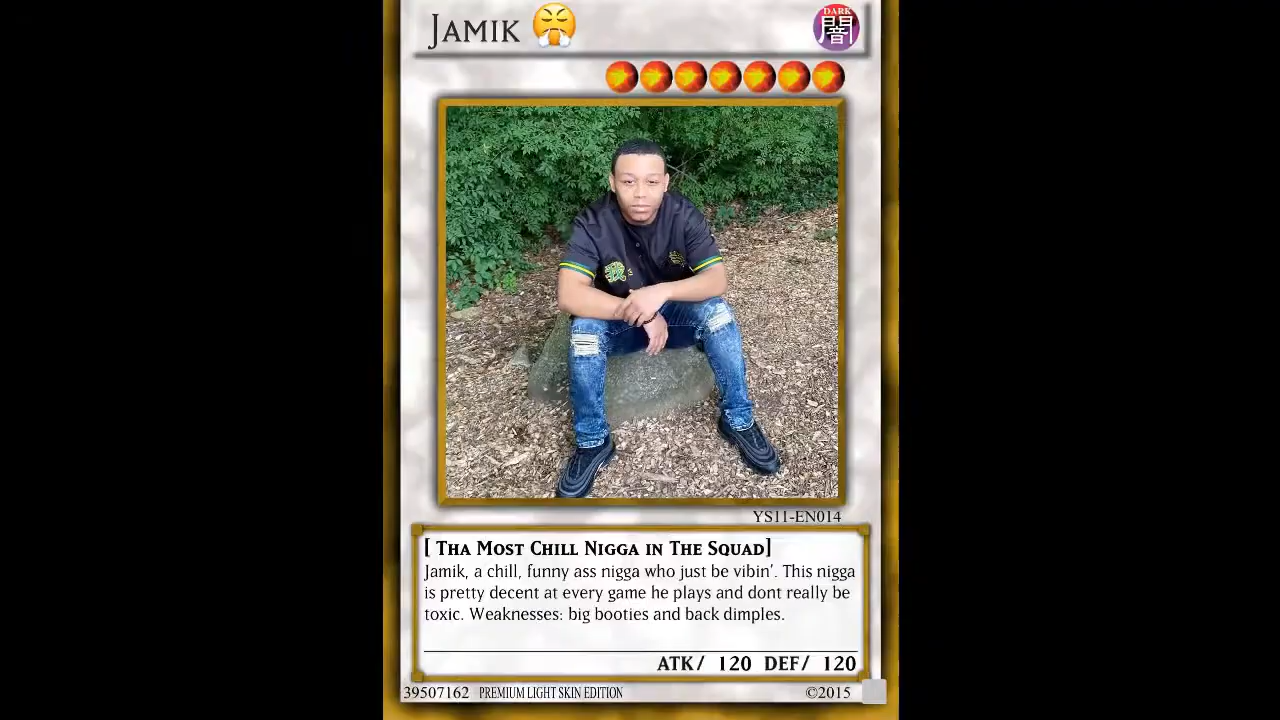 Jamik 😤
DARK
闇
YS11-EN014
[ Tha Most Chill Nigga in The Squad]
Jamik, a chill, funny ass nigga who just be vibin’. This nigga
is pretty decent at every game he plays and dont really be
toxic. Weaknesses: big booties and back dimples.
ATK/ 120 DEF/ 120
39507162 PREMIUM LIGHT SKIN EDITION ©2015